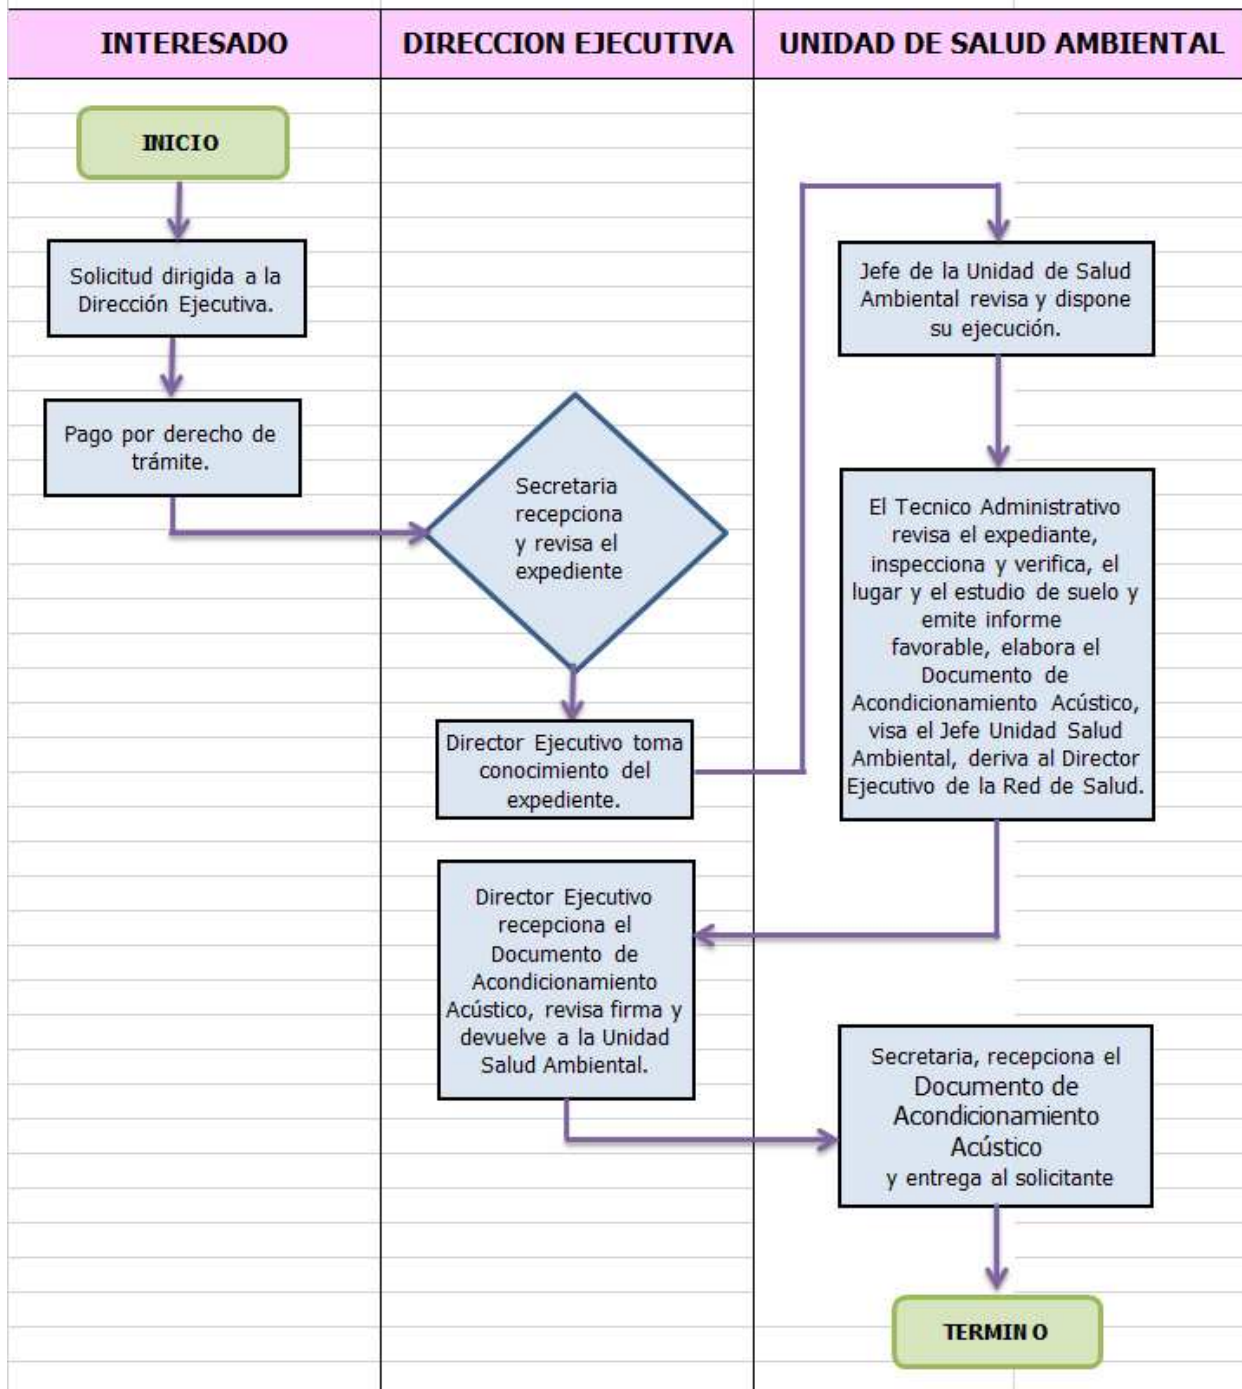 INTERESADO
DIRECCION EJECUTIVA
UNIDAD DE SALUD AMBIENTAL
INICIO
Solicitud dirigida a la
Dirección Ejecutiva.
Pago por derecho de
trámite.
Secretaria
recepciona
y revisa el
expediente
Director Ejecutivo toma
conocimiento del
expediente.
Jefe de la Unidad de Salud
Ambiental revisa y dispone
su ejecución.
El Tecnico Administrativo
revisa el expediante,
inspecciona y verifica, el
lugar y el estudio de suelo y
emite informe
favorable, elabora el
Documento de
Acondicionamiento Acústico,
visa el Jefe Unidad Salud
Ambiental, deriva al Director
Ejecutivo de la Red de Salud.
Director Ejecutivo
recepciona el
Documento de
Acondicionamiento
Acústico, revisa firma y
devuelve a la Unidad
Salud Ambiental.
Secretaria, recepciona el
Documento de
Acondicionamiento
Acústico
y entrega al solicitante
TERMINO